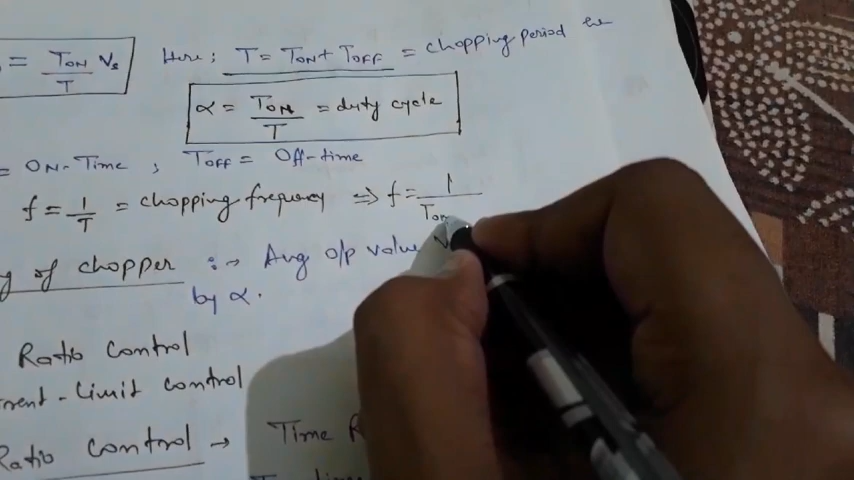 = TON/T Vs Here; T = TON + TOFF = chopping period
α = TON/T = duty cycle
= ON-Time ; TOFF = Off-time
f = 1/T = chopping frequency ⇒ f = 1/TON
of chopper :→ Avg o/p value
by α.
Ratio Control
rrent-limit control
Ratio control → Time R